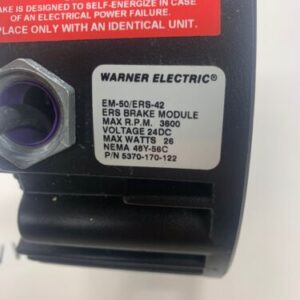 AKE IS DESIGNED TO SELF-ENERGIZE IN CASE
OF AN ELECTRICAL POWER FAILURE.
PLACE ONLY WITH AN IDENTICAL UNIT.
WARNER ELECTRIC®
EM-50/ERS-42
ERS BRAKE MODULE
MAX R.P.M. 3600
VOLTAGE 24DC
MAX WATTS 26
NEMA 48Y-56C
P/N 5370-170-122